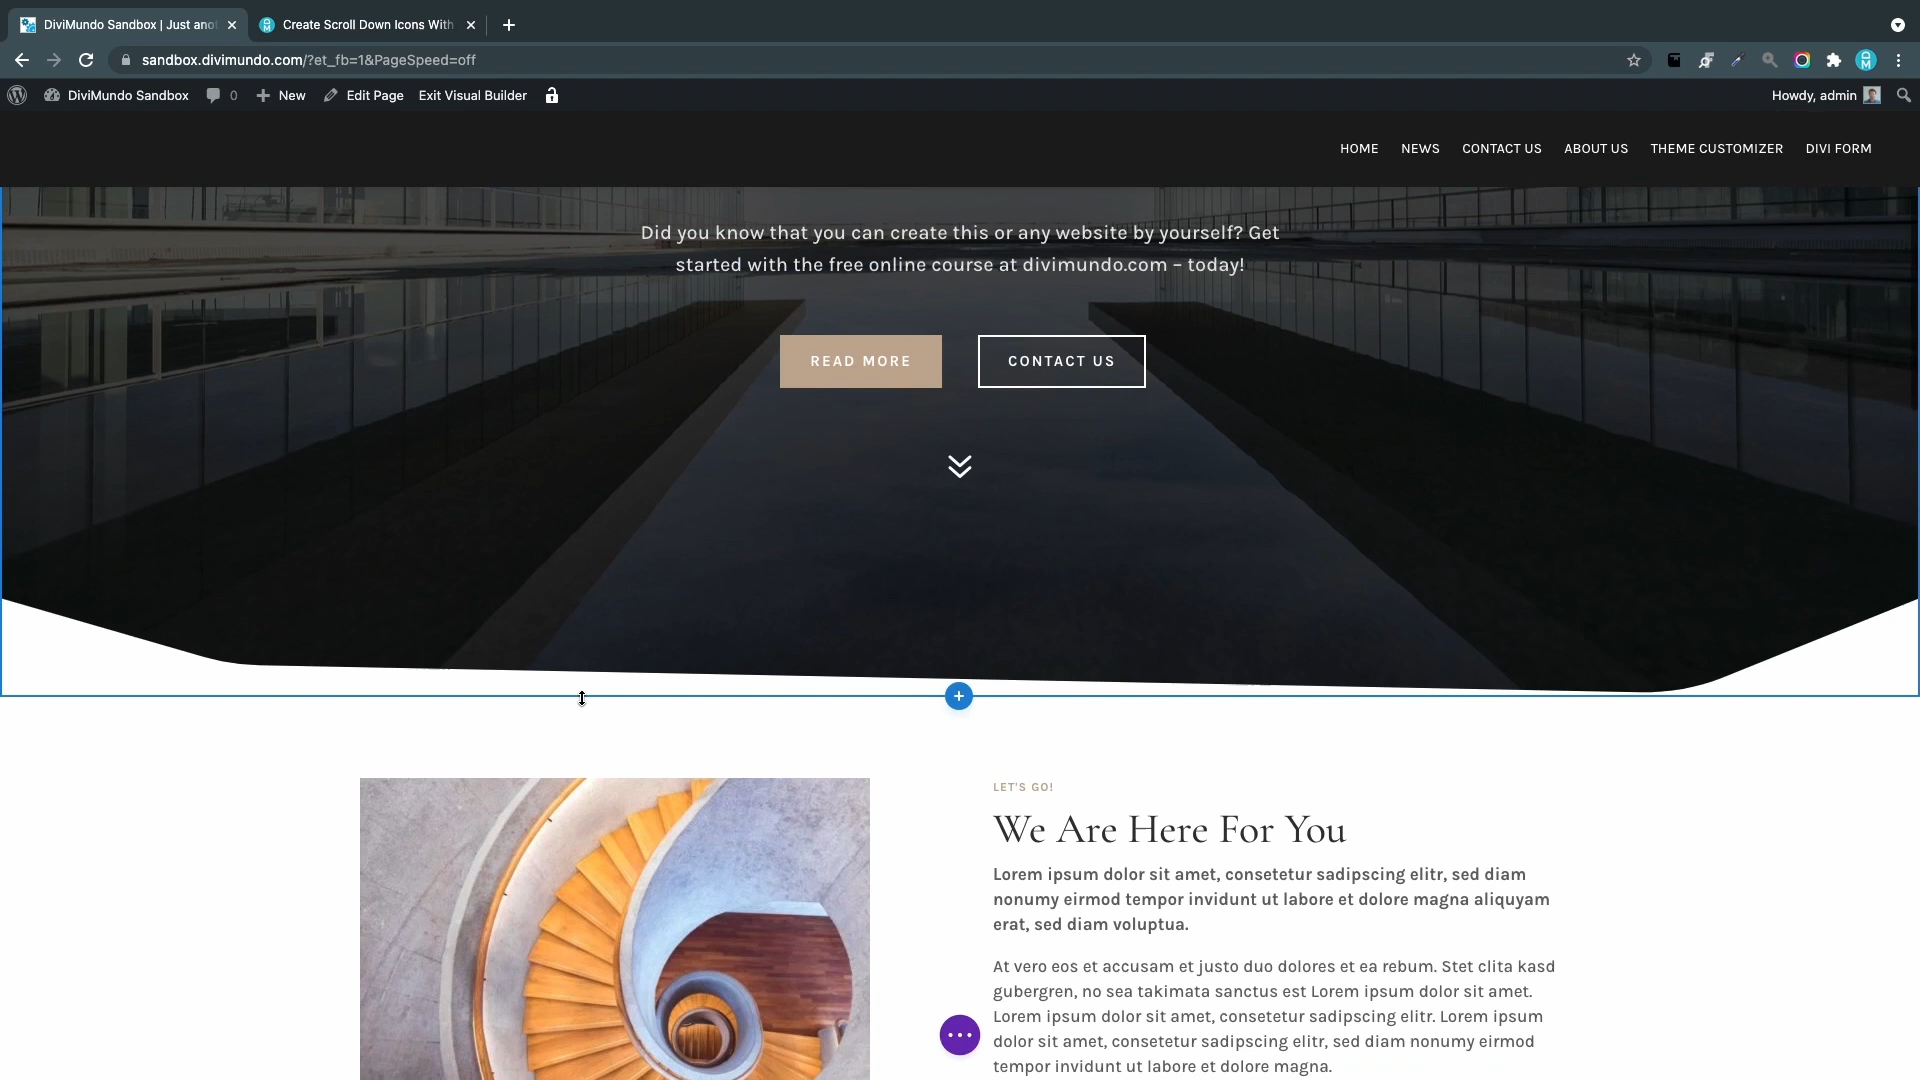 DiviMundo Sandbox | Just ano
Create Scroll Down Icons With
sandbox.divimundo.com/?et_fb=1&PageSpeed=off
DiviMundo Sandbox 0 New Edit Page Exit Visual Builder Howdy, admin
HOME NEWS CONTACT US ABOUT US THEME CUSTOMIZER DIVI FORM
Did you know that you can create this or any website by yourself? Get
started with the free online course at divimundo.com – today!
READ MORE
CONTACT US
LET'S GO!
We Are Here For You
Lorem ipsum dolor sit amet, consetetur sadipscing elitr, sed diam
nonumy eirmod tempor invidunt ut labore et dolore magna aliquyam
erat, sed diam voluptua.
At vero eos et accusam et justo duo dolores et ea rebum. Stet clita kasd
gubergren, no sea takimata sanctus est Lorem ipsum dolor sit amet.
Lorem ipsum dolor sit amet, consetetur sadipscing elitr. Lorem ipsum
dolor sit amet, consetetur sadipscing elitr, sed diam nonumy eirmod
tempor invidunt ut labore et dolore magna.